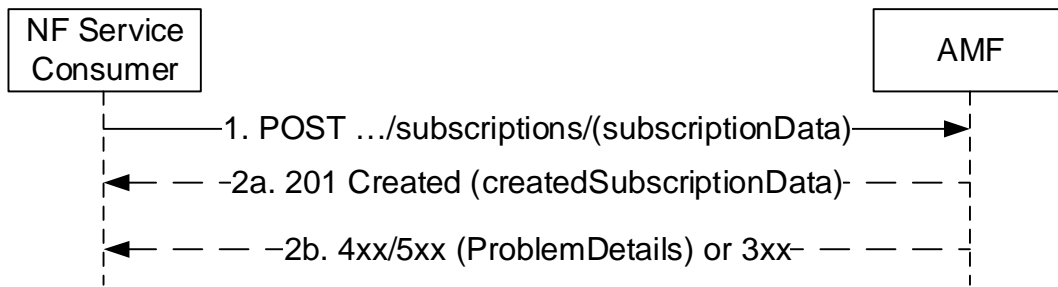 NF Service
Consumer
AMF
1. POST …/subscriptions/(subscriptionData)
2a. 201 Created (createdSubscriptionData)
2b. 4xx/5xx (ProblemDetails) or 3xx